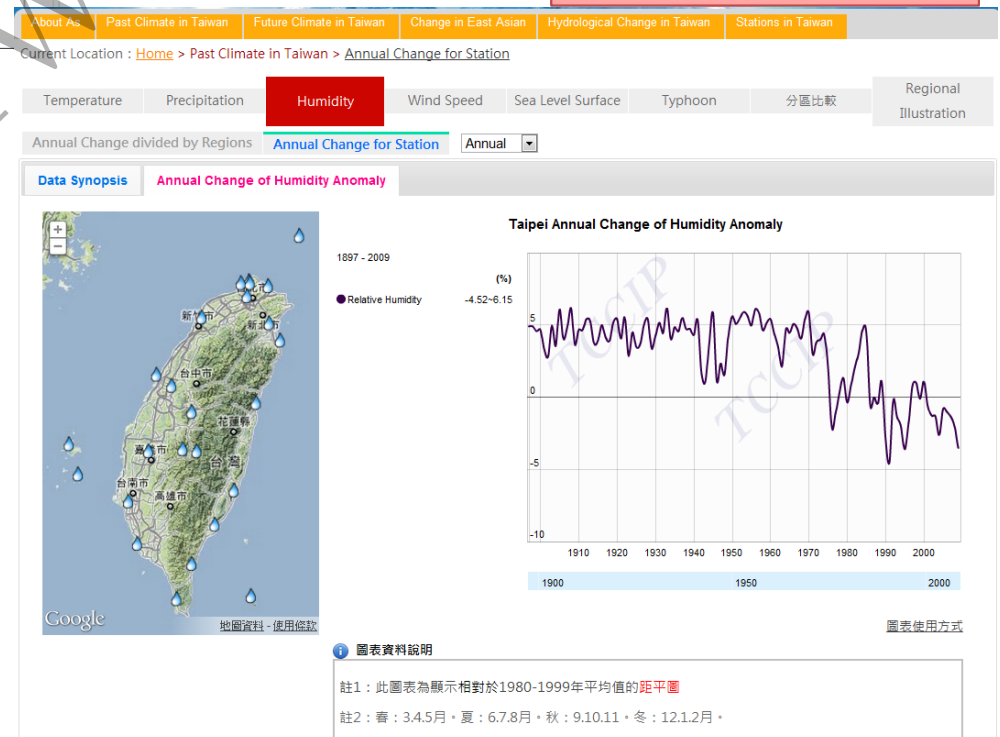 About As   Past Climate in Taiwan   Future Climate in Taiwan   Change in East Asian   Hydrological Change in Taiwan   Stations in Taiwan
Current Location : Home > Past Climate in Taiwan > Annual Change for Station
Temperature   Precipitation   Humidity   Wind Speed   Sea Level Surface   Typhoon   分區比較   Regional Illustration
Annual Change divided by Regions   Annual Change for Station   Annual
Data Synopsis   Annual Change of Humidity Anomaly
Taipei Annual Change of Humidity Anomaly
1897 - 2009
(%)
Relative Humidity   -4.52~6.15
5
0
-5
-10
1910   1920   1930   1940   1950   1960   1970   1980   1990   2000
1900   1950   2000
TCCIP
TCCIP
+
−
台北市
新竹市
新北市
台中市
花蓮縣
嘉義市
台灣
台南市
高雄市
Google
地圖資料 - 使用條款
圖表使用方式
圖表資料說明
註1：此圖表為顯示相對於1980-1999年平均值的距平圖
註2：春：3.4.5月。夏：6.7.8月。秋：9.10.11。冬：12.1.2月。